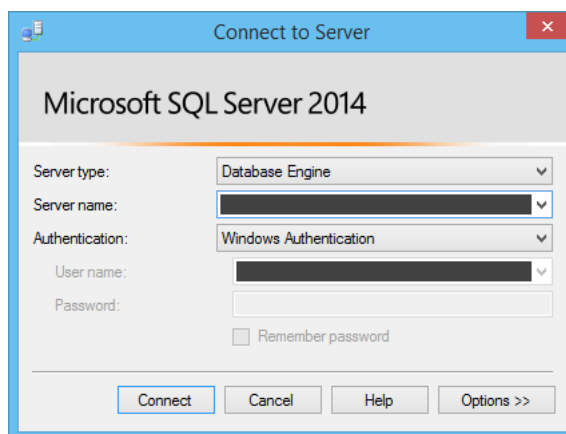 Connect to Server
Microsoft SQL Server 2014
Server type: Database Engine
Server name:
Authentication: Windows Authentication
User name:
Password:
Remember password
Connect Cancel Help Options >>